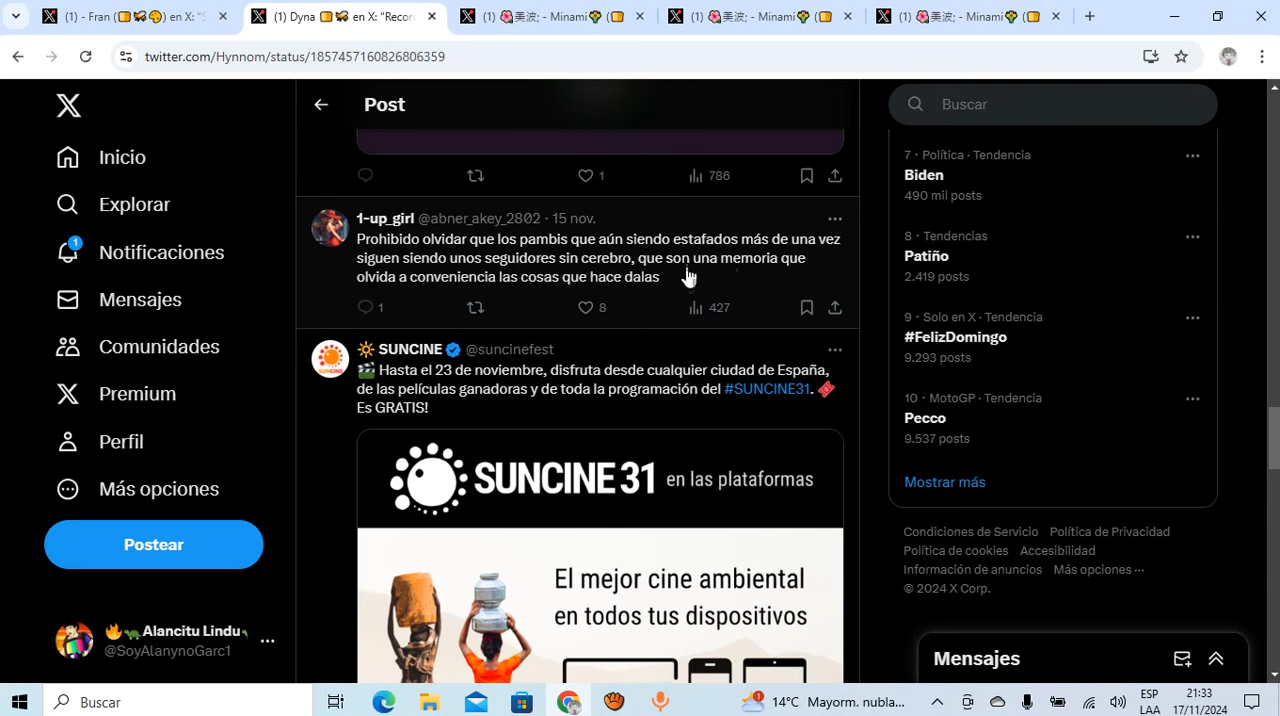 (1) - Fran (🍞🐝🦁) en X: "S
(1) Dyna 🍞🐝 en X: "Recor
(1) 🌺美波; - Minami🌳 (🍞
(1) 🌺美波; - Minami🌳 (🍞
(1) 🌺美波; - Minami🌳 (🍞
twitter.com/Hynnom/status/1857457160826806359
Inicio
Explorar
1
Notificaciones
Mensajes
Comunidades
Premium
Perfil
Más opciones
Postear
🔥🐢Alancitu Lindu
@SoyAlanynoGarc1
Post
1
786
1-up_girl @abner_akey_2802 · 15 nov.
Prohibido olvidar que los pambis que aún siendo estafados más de una vez
siguen siendo unos seguidores sin cerebro, que son una memoria que
olvida a conveniencia las cosas que hace dalas
1
8
427
🔆 SUNCINE @suncinefest
🎬 Hasta el 23 de noviembre, disfruta desde cualquier ciudad de España,
de las películas ganadoras y de toda la programación del #SUNCINE31. 🎟️
Es GRATIS!
SUNCINE
SUNCINE 31 en las plataformas
El mejor cine ambiental
en todos tus dispositivos
Buscar
7 · Política · Tendencia
Biden
490 mil posts
8 · Tendencias
Patiño
2.419 posts
9 · Solo en X · Tendencia
#FelizDomingo
9.293 posts
10 · MotoGP · Tendencia
Pecco
9.537 posts
Mostrar más
Condiciones de Servicio Política de Privacidad
Política de cookies Accesibilidad
Información de anuncios Más opciones ···
© 2024 X Corp.
Mensajes
Buscar
1
14°C Mayorm. nubla...
ESP
LAA
21:33
17/11/2024